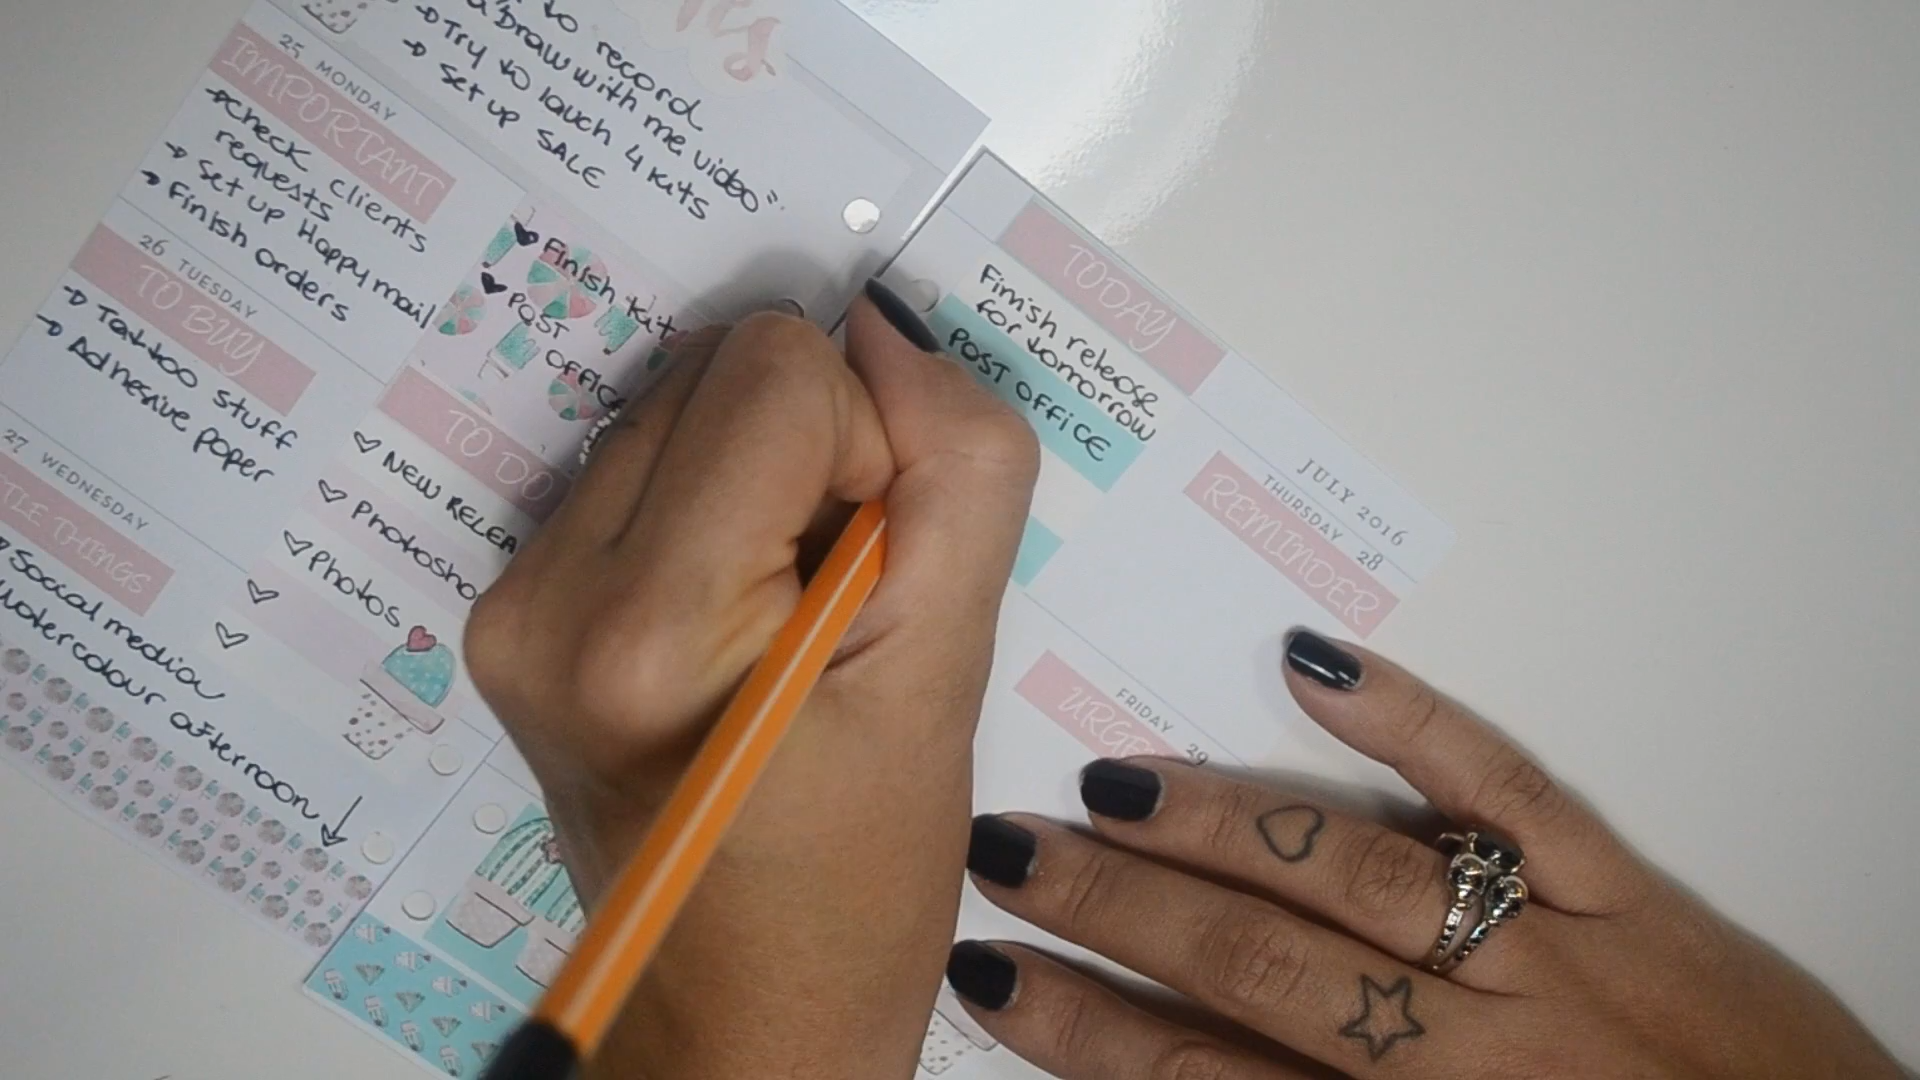 to record
Draw with me video"
→ Try to lauch 4 kits
→ Set up SALE
25 MONDAY
IMPORTANT
→ Check clients
requests
→ Set up Happy mail
→ Finish orders
♥ Finish kit
♥ POST
OFFICE
26 TUESDAY
TO BUY
→ Tattoo stuff
→ Adhesive paper
TO DO
♡ NEW RELEA
♡ Photosho
♡ Photos
♡
♡
27 WEDNESDAY
TLE THINGS
Social media
Watercolour afternoon
TODAY
Finish release
for tomorrow
POST OFFICE
JULY 2016
THURSDAY 28
REMINDER
FRIDAY 29
URGE